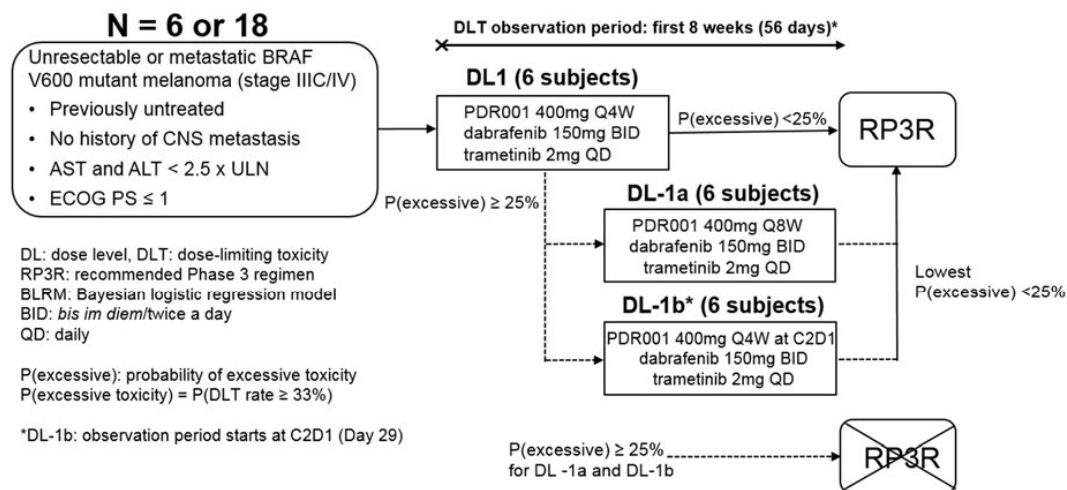 N = 6 or 18
Unresectable or metastatic BRAF
V600 mutant melanoma (stage IIIC/IV)
• Previously untreated
• No history of CNS metastasis
• AST and ALT < 2.5 x ULN
• ECOG PS ≤ 1
DLT observation period: first 8 weeks (56 days)*
DL1 (6 subjects)
PDR001 400mg Q4W
dabrafenib 150mg BID
trametinib 2mg QD
P(excessive) <25%
RP3R
P(excessive) ≥ 25%
DL-1a (6 subjects)
PDR001 400mg Q8W
dabrafenib 150mg BID
trametinib 2mg QD
DL-1b* (6 subjects)
PDR001 400mg Q4W at C2D1
dabrafenib 150mg BID
trametinib 2mg QD
Lowest
P(excessive) <25%
DL: dose level, DLT: dose-limiting toxicity
RP3R: recommended Phase 3 regimen
BLRM: Bayesian logistic regression model
BID: bis im diem/twice a day
QD: daily
P(excessive): probability of excessive toxicity
P(excessive toxicity) = P(DLT rate ≥ 33%)
*DL-1b: observation period starts at C2D1 (Day 29)
P(excessive) ≥ 25%
for DL -1a and DL-1b
RP3R